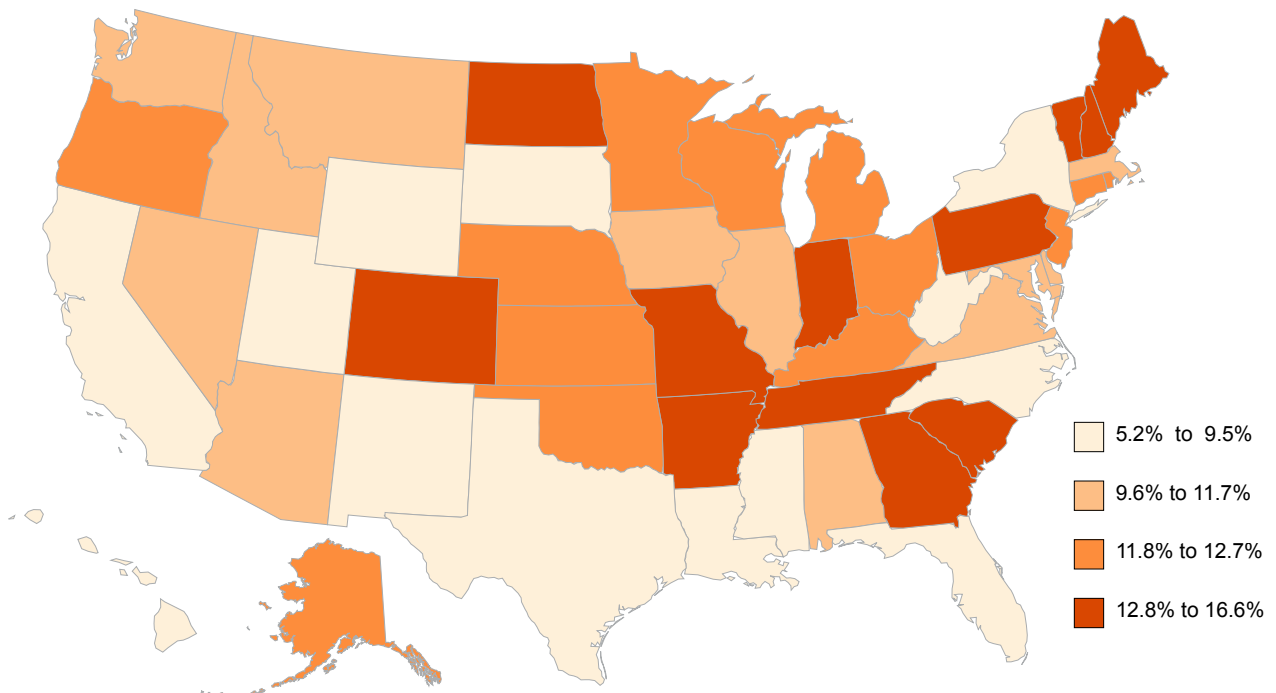 5.2% to 9.5%
9.6% to 11.7%
11.8% to 12.7%
12.8% to 16.6%